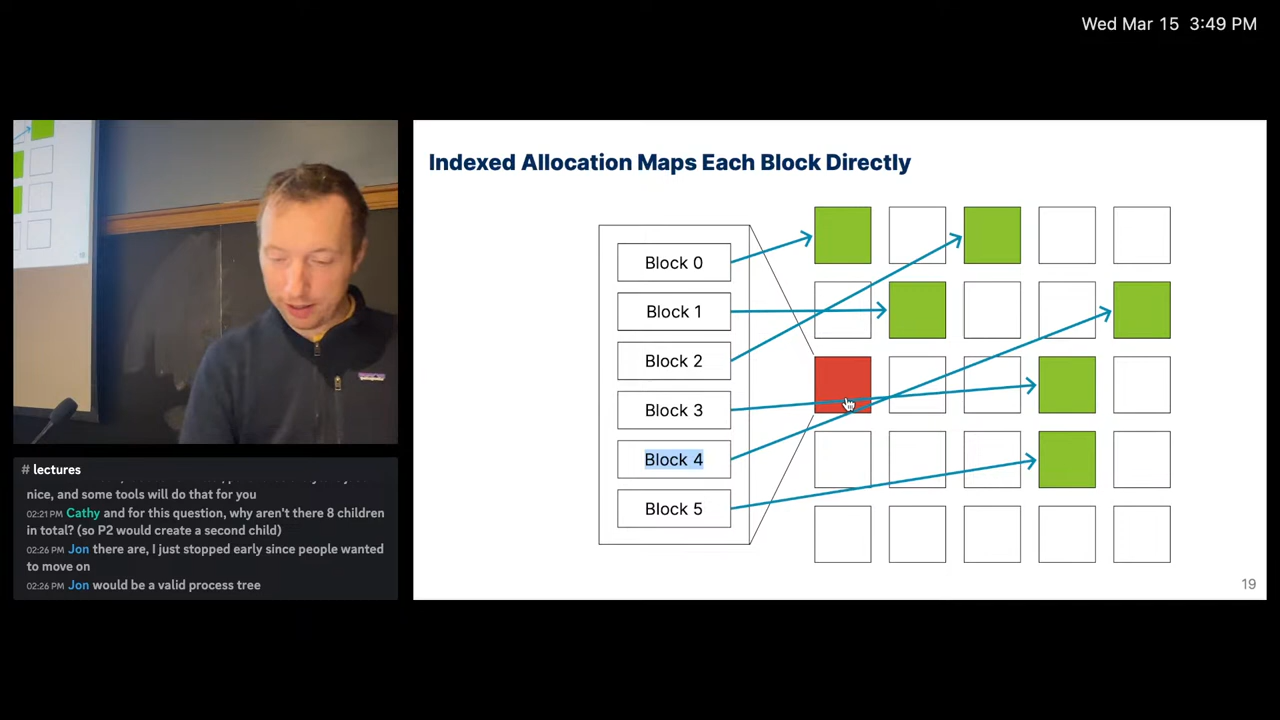 Wed Mar 15 3:49 PM
Indexed Allocation Maps Each Block Directly
Block 0
Block 1
Block 2
Block 3
Block 4
Block 5
19
# lectures
nice, and some tools will do that for you
02:21 PM Cathy and for this question, why aren't there 8 children
in total? (so P2 would create a second child)
02:26 PM Jon there are, I just stopped early since people wanted
to move on
02:26 PM Jon would be a valid process tree